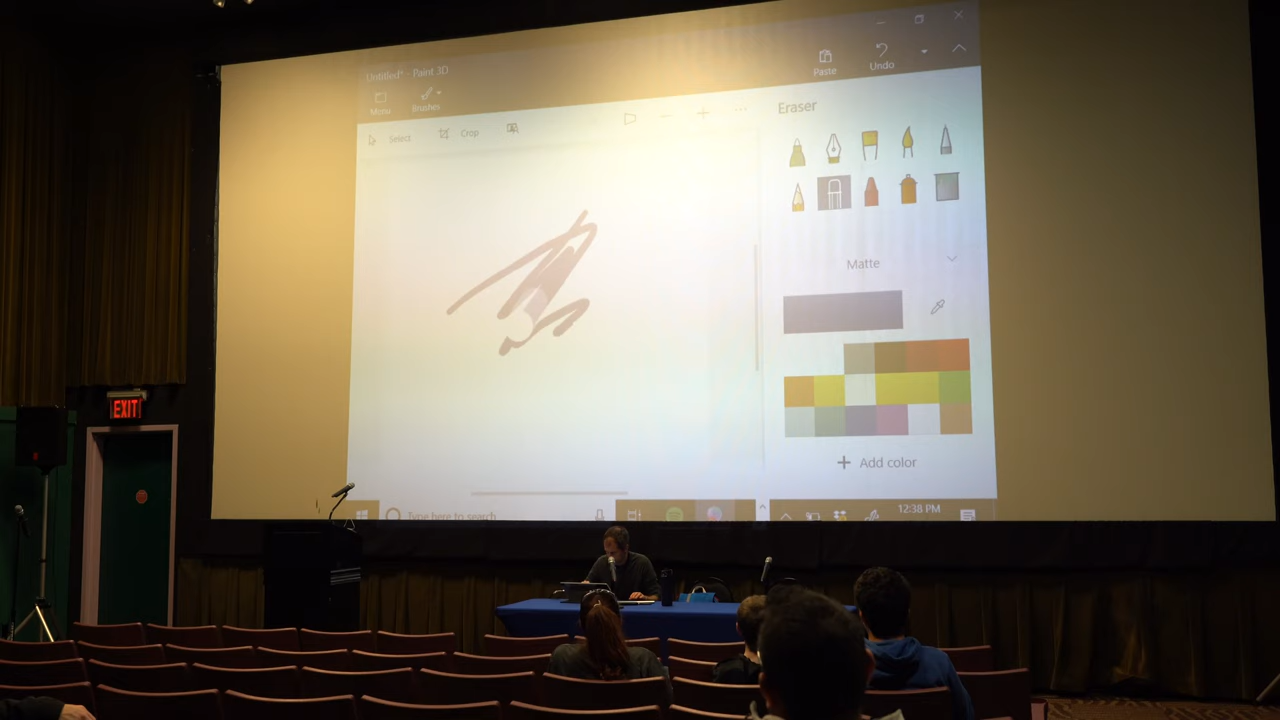 Untitled* - Paint 3D
Menu
Brushes
Paste
Undo
Select
Crop
Eraser
Matte
+ Add color
Type here to search
12:38 PM
EXIT